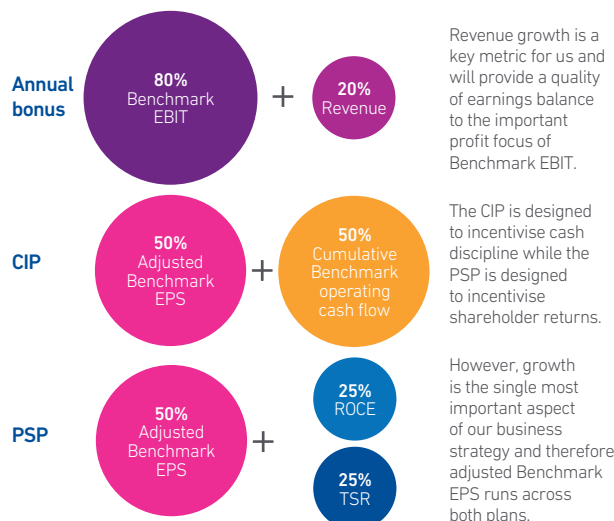 Annual
bonus
80%
Benchmark
EBIT
+
20%
Revenue
Revenue growth is a
key metric for us and
will provide a quality
of earnings balance
to the important
profit focus of
Benchmark EBIT.
CIP
50%
Adjusted
Benchmark
EPS
+
50%
Cumulative
Benchmark
operating
cash flow
The CIP is designed
to incentivise cash
discipline while the
PSP is designed
to incentivise
shareholder returns.
PSP
50%
Adjusted
Benchmark
EPS
+
25%
ROCE
25%
TSR
However, growth
is the single most
important aspect
of our business
strategy and therefore
adjusted Benchmark
EPS runs across
both plans.